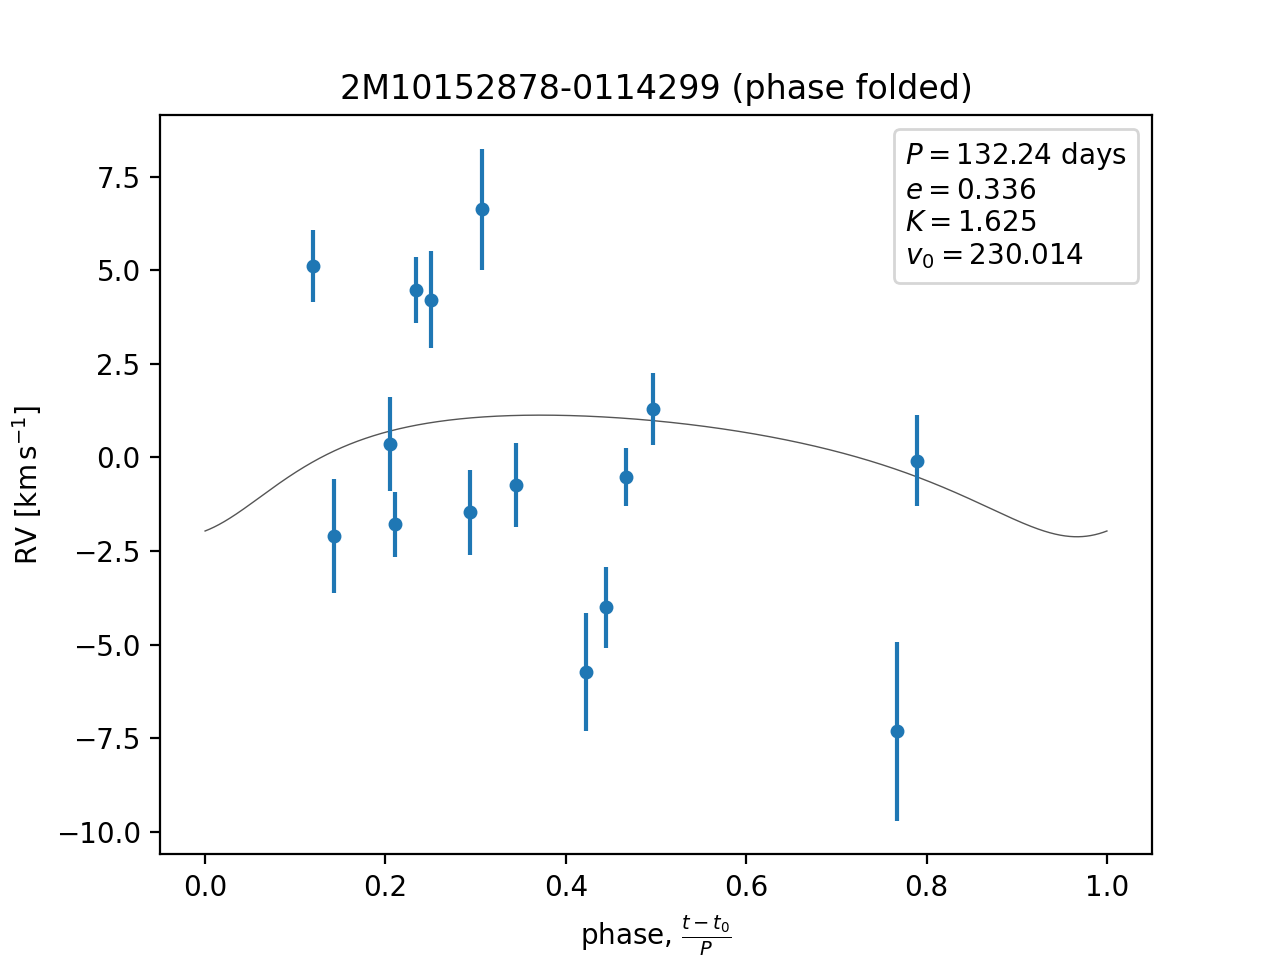 2M10152878-0114299 (phase folded)
P = 132.24 days
e = 0.336
K = 1.625
v₀ = 230.014
7.5
5.0
2.5
0.0
−2.5
−5.0
−7.5
−10.0
RV [km s⁻¹]
0.0 0.2 0.4 0.6 0.8 1.0
phase, (t − t₀)/P